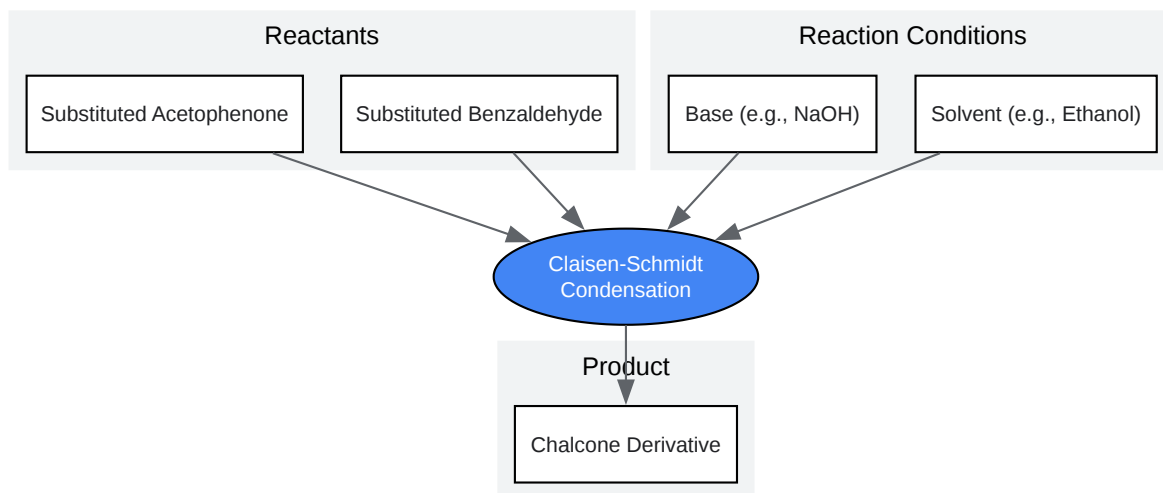 Reactants
Reaction Conditions
Substituted Acetophenone
Substituted Benzaldehyde
Base (e.g., NaOH)
Solvent (e.g., Ethanol)
Claisen-Schmidt
Condensation
Product
Chalcone Derivative